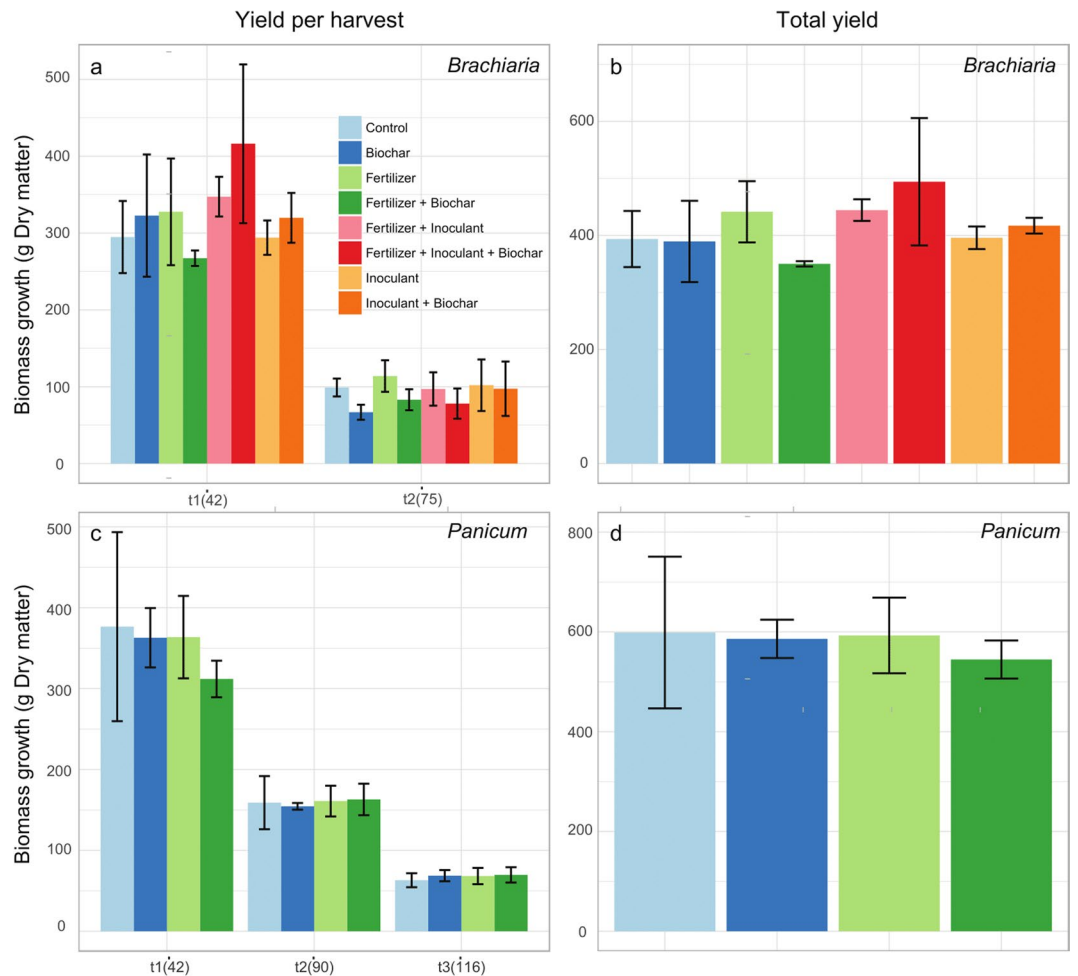 Yield per harvest
Total yield
a
Brachiaria
Biomass growth (g Dry matter)
500
400
300
200
100
0
Control
Biochar
Fertilizer
Fertilizer + Biochar
Fertilizer + Inoculant
Fertilizer + Inoculant + Biochar
Inoculant
Inoculant + Biochar
t1(42)
t2(75)
b
Brachiaria
600
400
200
0
c
Panicum
Biomass growth (g Dry matter)
500
400
300
200
100
0
t1(42)
t2(90)
t3(116)
d
Panicum
800
600
400
200
0